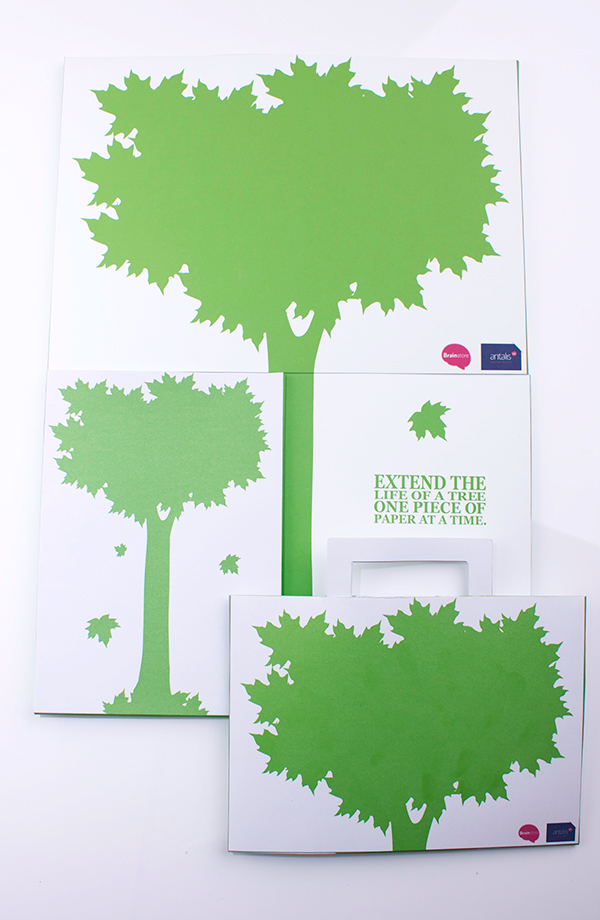 Brainstore
antalis
EXTEND THE
LIFE OF A TREE
ONE PIECE OF
PAPER AT A TIME.
Brainstore
antalis